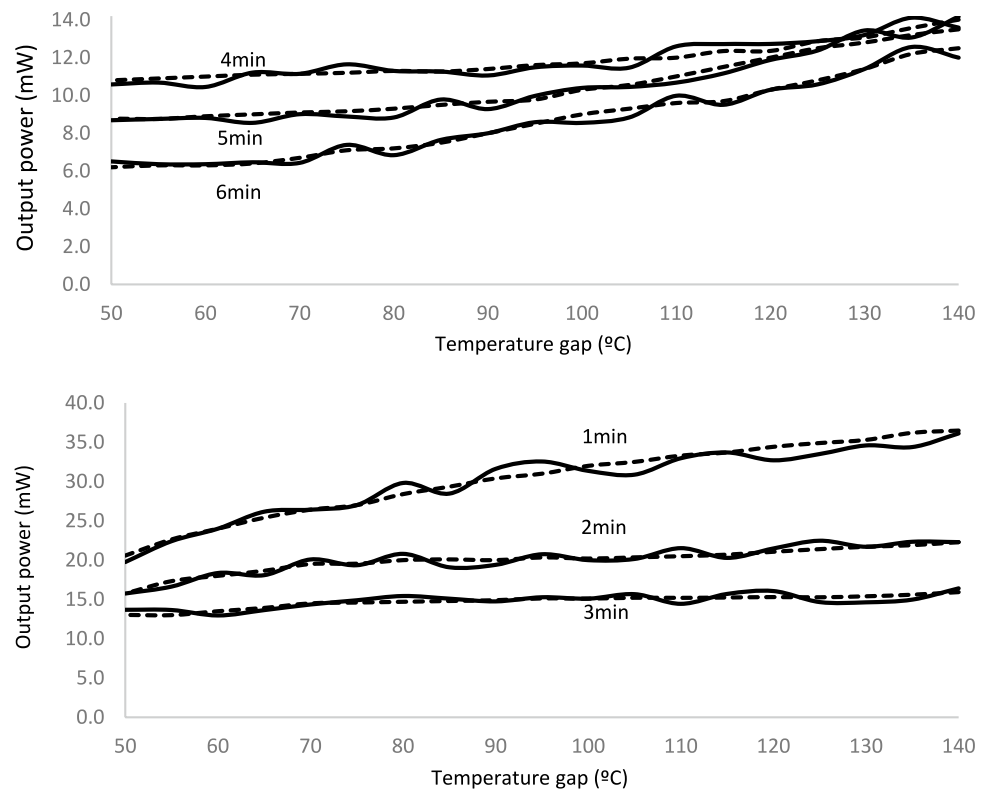 14.0
12.0
10.0
8.0
6.0
4.0
2.0
0.0
Output power (mW)
4min
5min
6min
50 60 70 80 90 100 110 120 130 140
Temperature gap (ºC)
40.0
35.0
30.0
25.0
20.0
15.0
10.0
5.0
0.0
Output power (mW)
1min
2min
3min
50 60 70 80 90 100 110 120 130 140
Temperature gap (ºC)